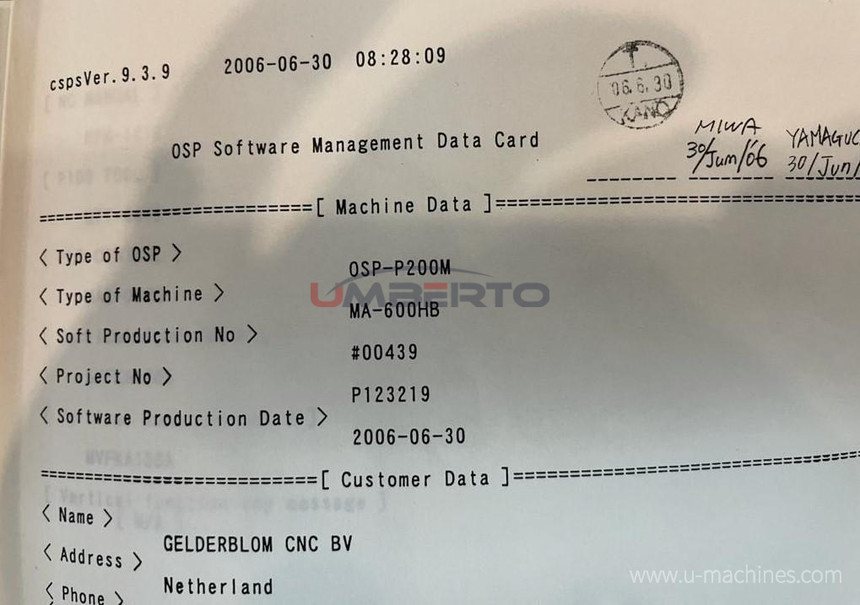 cspsVer.9.3.9 2006-06-30 08:28:09
T.
'06.6.30
KANO
OSP Software Management Data Card
MIWA
30/Jun/'06
YAMAGUC
30/Jun/
============================[ Machine Data ]============================
< Type of OSP >
OSP-P200M
< Type of Machine >
UMBERTO
MA-600HB
< Soft Production No >
#00439
< Project No >
P123219
< Software Production Date >
2006-06-30
============================[ Customer Data ]============================
< Name >
GELDERBLOM CNC BV
< Address >
Netherland
< Phone >
www.u-machines.com